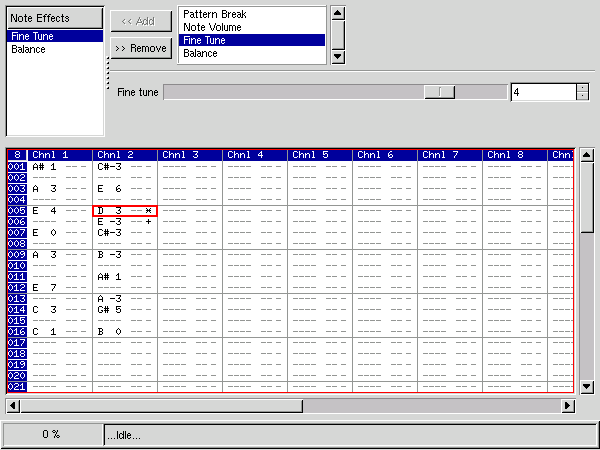 Note Effects
Fine Tune
Balance
<< Add
>> Remove
Pattern Break
Note Volume
Fine Tune
Balance
Fine tune
4
8 Chnl 1 Chnl 2 Chnl 3 Chnl 4 Chnl 5 Chnl 6 Chnl 7 Chnl 8 Chnl
001 A# 1 --- C#-3
002 --- --- --- ---
003 A 3 E 6
004 --- --- --- ---
005 E 4 D 3 --- *
006 --- --- E -3 +
007 E 0 C#-3
008 --- --- --- ---
009 A 3 B -3
010 --- --- --- ---
011 --- --- A# 1
012 E 7 --- ---
013 --- --- A -3
014 C 3 G# 5
015 --- --- --- ---
016 C 1 B 0
017 --- --- --- ---
018 --- --- --- ---
019 --- --- --- ---
020 --- --- --- ---
021 --- --- --- ---
0 %
...Idle...